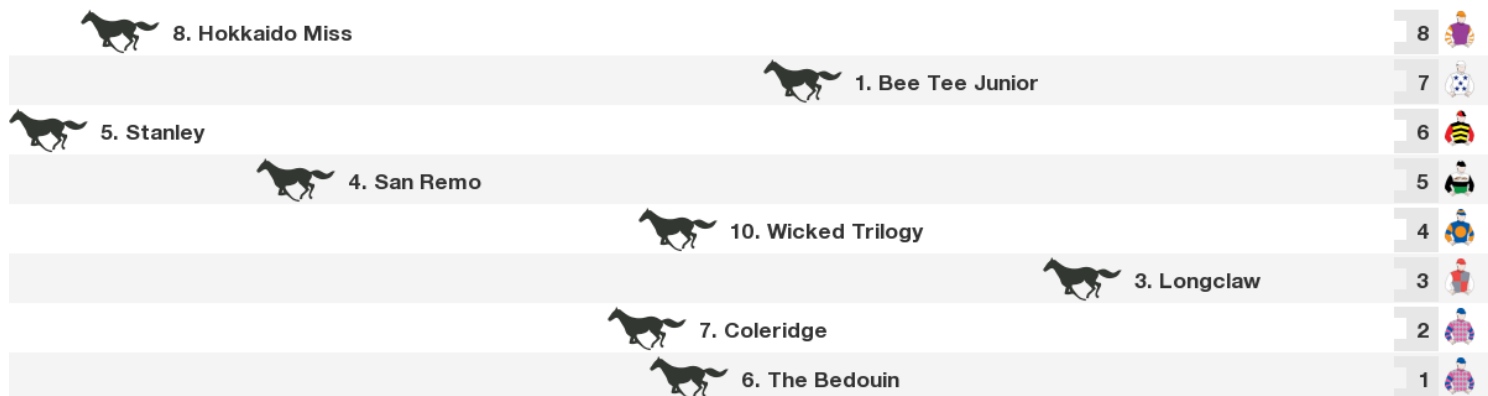 8. Hokkaido Miss 8
1. Bee Tee Junior 7
5. Stanley 6
4. San Remo 5
10. Wicked Trilogy 4
3. Longclaw 3
7. Coleridge 2
6. The Bedouin 1